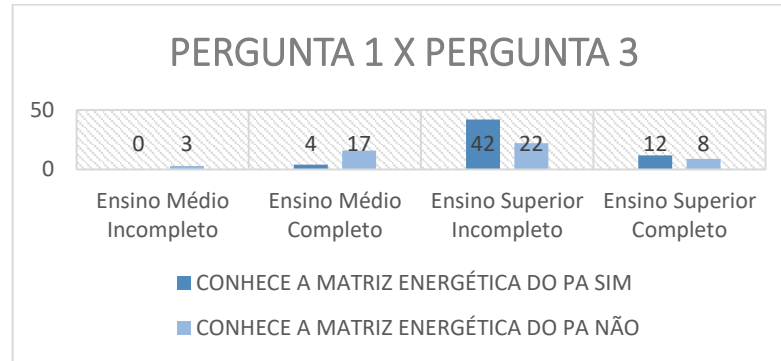 PERGUNTA 1 X PERGUNTA 3
50
0
0 3 4 17 42 22 12 8
Ensino Médio Incompleto
Ensino Médio Completo
Ensino Superior Incompleto
Ensino Superior Completo
CONHECE A MATRIZ ENERGÉTICA DO PA SIM
CONHECE A MATRIZ ENERGÉTICA DO PA NÃO